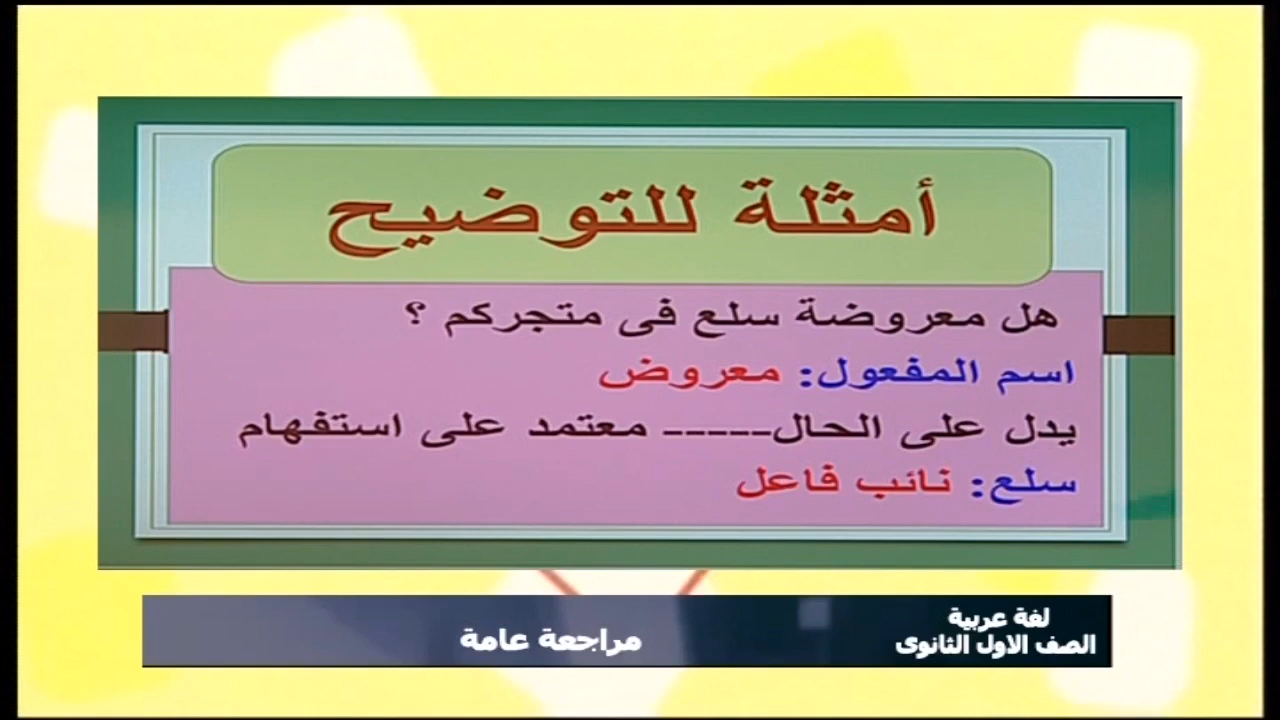 أمثلة للتوضيح
هل معروضة سلع فى متجركم ؟
اسم المفعول: معروض
يدل على الحال----- معتمد على استفهام
سلع: نائب فاعل
لغة عربية
الصف الاول الثانوى
مراجعة عامة